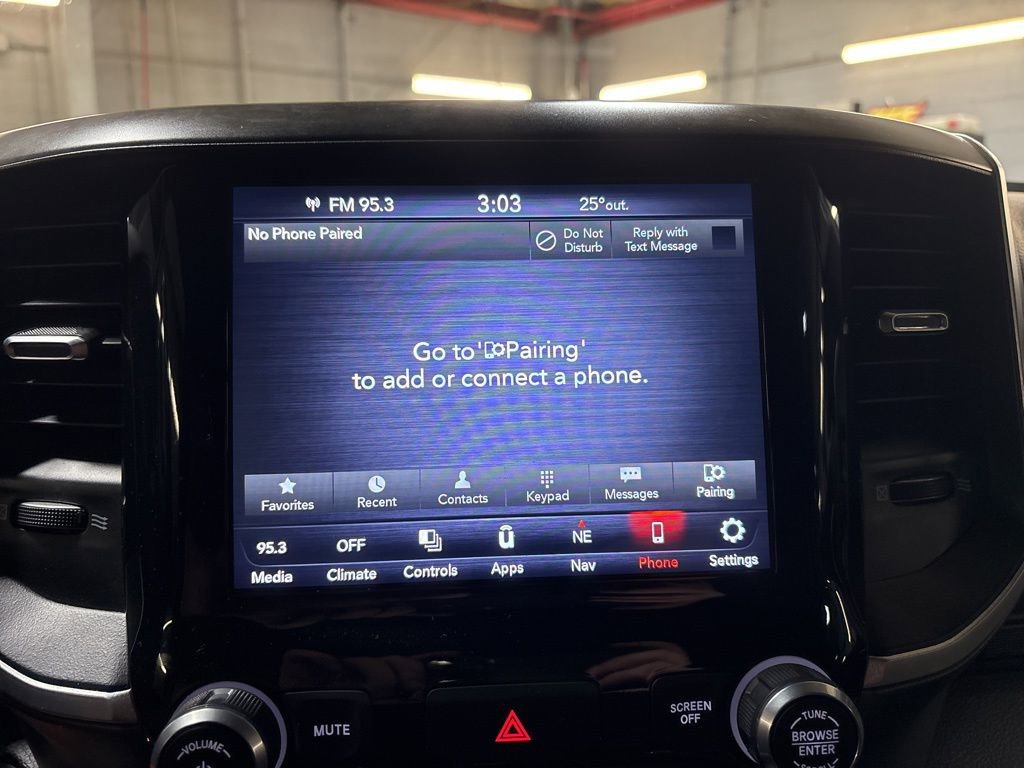 FM 95.3 3:03 25°out.
No Phone Paired
Do Not
Disturb
Reply with
Text Message
Go to 'Pairing'
to add or connect a phone.
Favorites Recent Contacts Keypad Messages Pairing
95.3 OFF NE
Media Climate Controls Apps Nav Phone Settings
VOLUME
MUTE
SCREEN
OFF
TUNE
BROWSE
ENTER